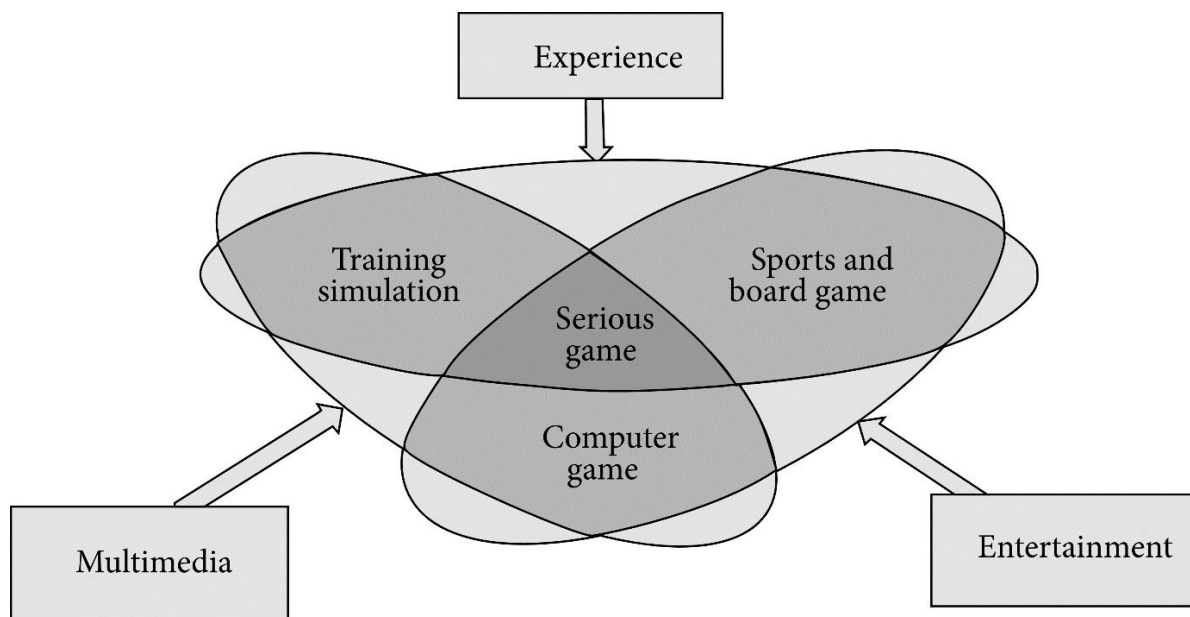 Experience
Training
simulation
Sports and
board game
Serious
game
Computer
game
Multimedia
Entertainment